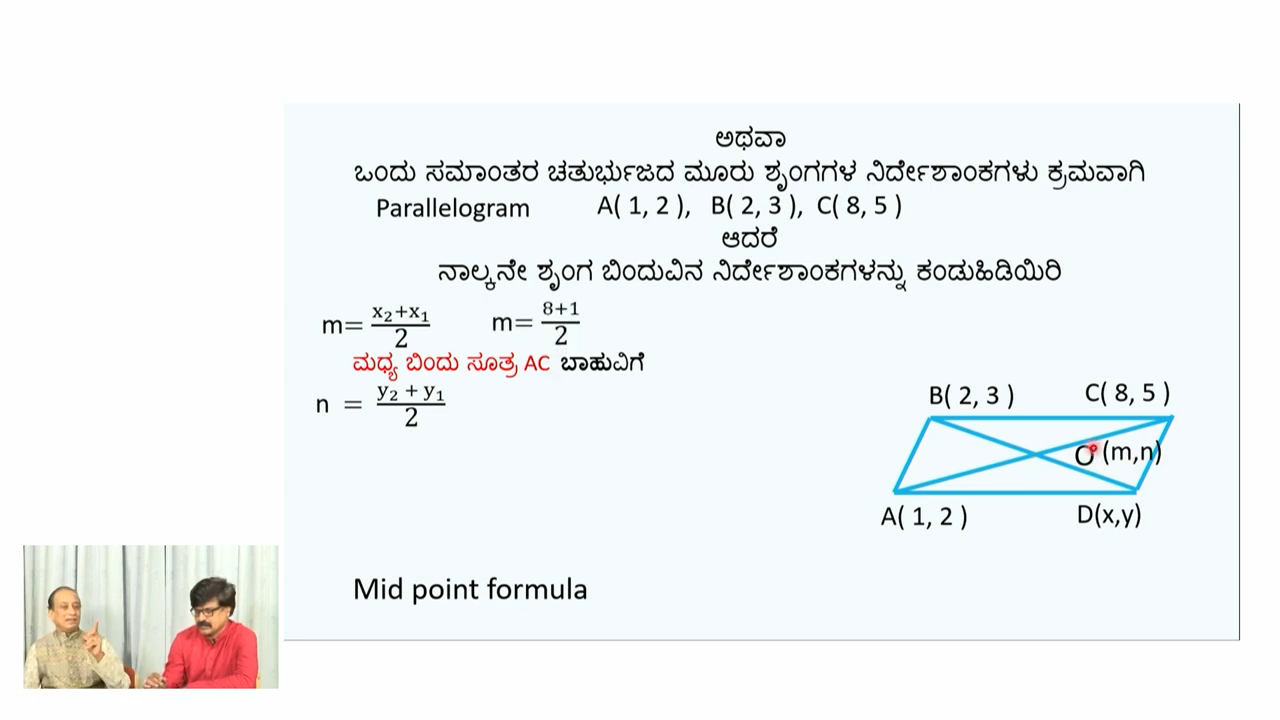 ಅಥವಾ
ಒಂದು ಸಮಾಂತರ ಚತುರ್ಭುಜದ ಮೂರು ಶೃಂಗಗಳ ನಿರ್ದೇಶಾಂಕಗಳು ಕ್ರಮವಾಗಿ
Parallelogram A( 1, 2 ), B( 2, 3 ), C( 8, 5 )
ಆದರೆ
ನಾಲ್ಕನೇ ಶೃಂಗ ಬಿಂದುವಿನ ನಿರ್ದೇಶಾಂಕಗಳನ್ನು ಕಂಡುಹಿಡಿಯಿರಿ
m= x₂+x₁ / 2 m= 8+1 / 2
ಮಧ್ಯ ಬಿಂದು ಸೂತ್ರ AC ಬಾಹುವಿಗೆ
n = y₂ + y₁ / 2
B( 2, 3 ) C( 8, 5 )
O (m,n)
A( 1, 2 ) D(x,y)
Mid point formula